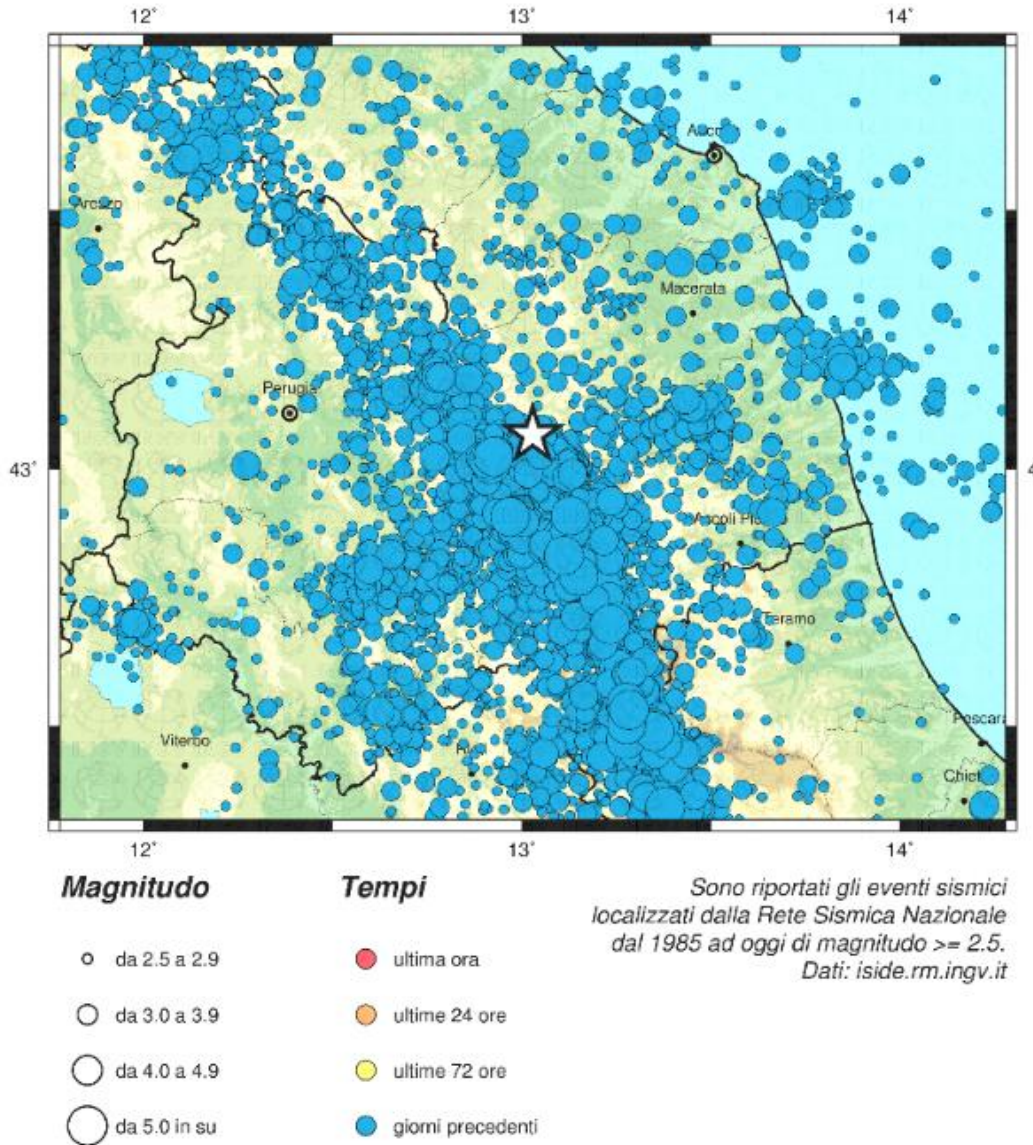 12° 13° 14°
Macerata
Perugia
43°
Teramo
Viterbo
12° 13° 14°
Magnitudo
Tempi
Sono riportati gli eventi sismici
localizzati dalla Rete Sismica Nazionale
dal 1985 ad oggi di magnitudo >= 2.5.
Dati: iside.rm.ingv.it
da 2.5 a 2.9
ultima ora
da 3.0 a 3.9
ultime 24 ore
da 4.0 a 4.9
ultime 72 ore
da 5.0 in su
giorni precedenti